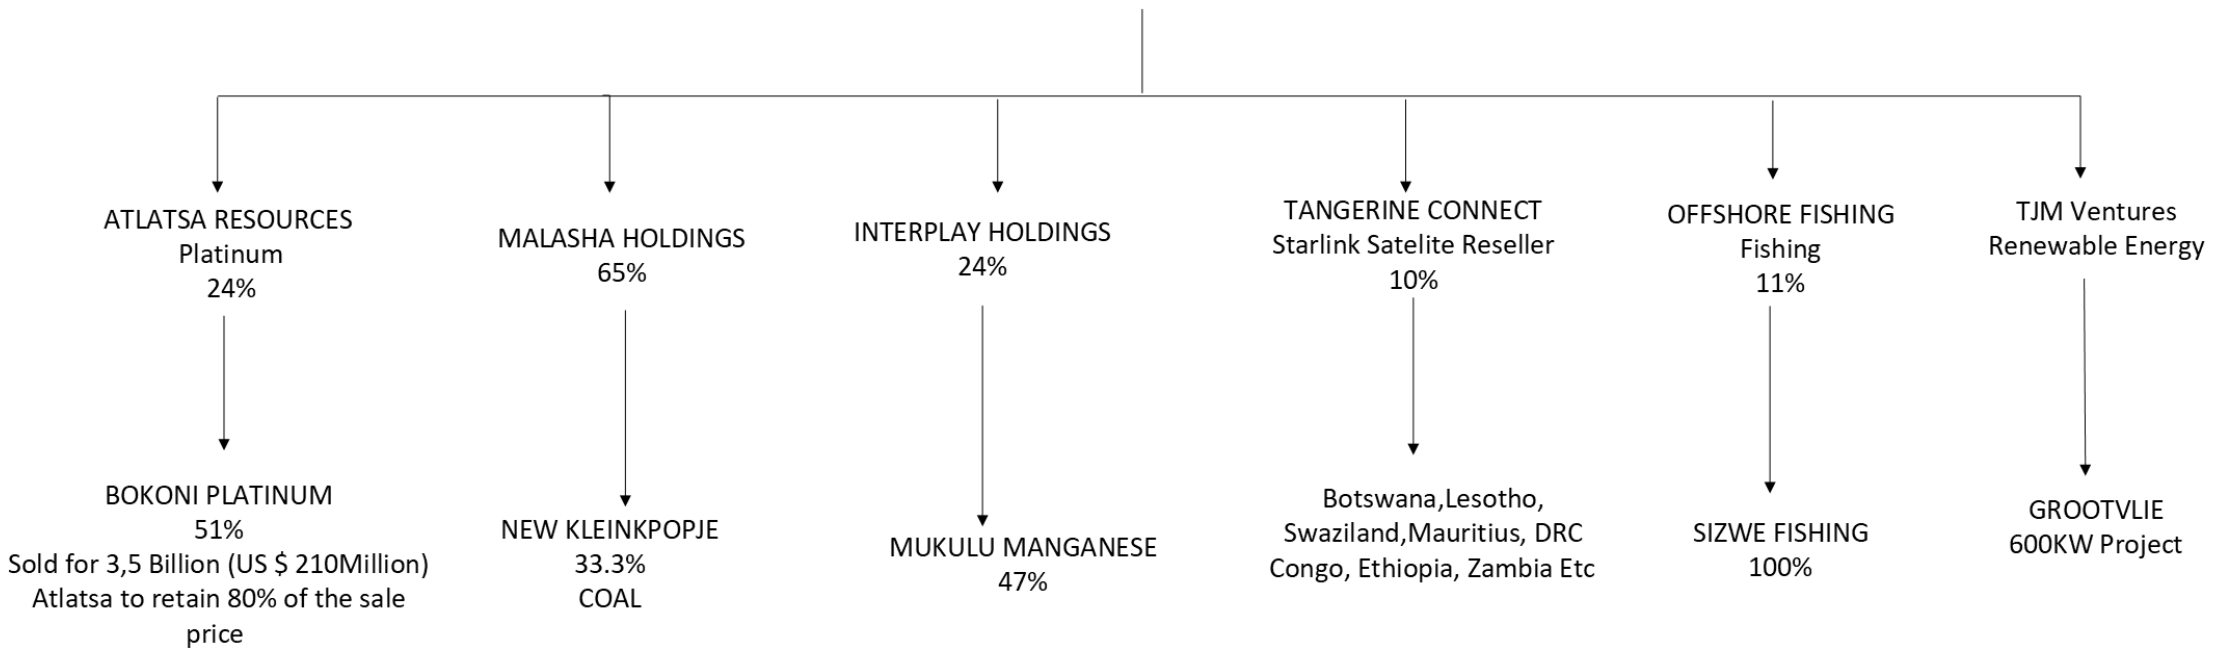 ATLATSA RESOURCES
Platinum
24%
MALASHA HOLDINGS
65%
INTERPLAY HOLDINGS
24%
TANGERINE CONNECT
Starlink Satelite Reseller
10%
OFFSHORE FISHING
Fishing
11%
TJM Ventures
Renewable Energy
BOKONI PLATINUM
51%
Sold for 3,5 Billion (US $ 210Million)
Atlatsa to retain 80% of the sale
price
NEW KLEINKPOPJE
33.3%
COAL
MUKULU MANGANESE
47%
Botswana,Lesotho,
Swaziland,Mauritius, DRC
Congo, Ethiopia, Zambia Etc
SIZWE FISHING
100%
GROOTVLIE
600KW Project